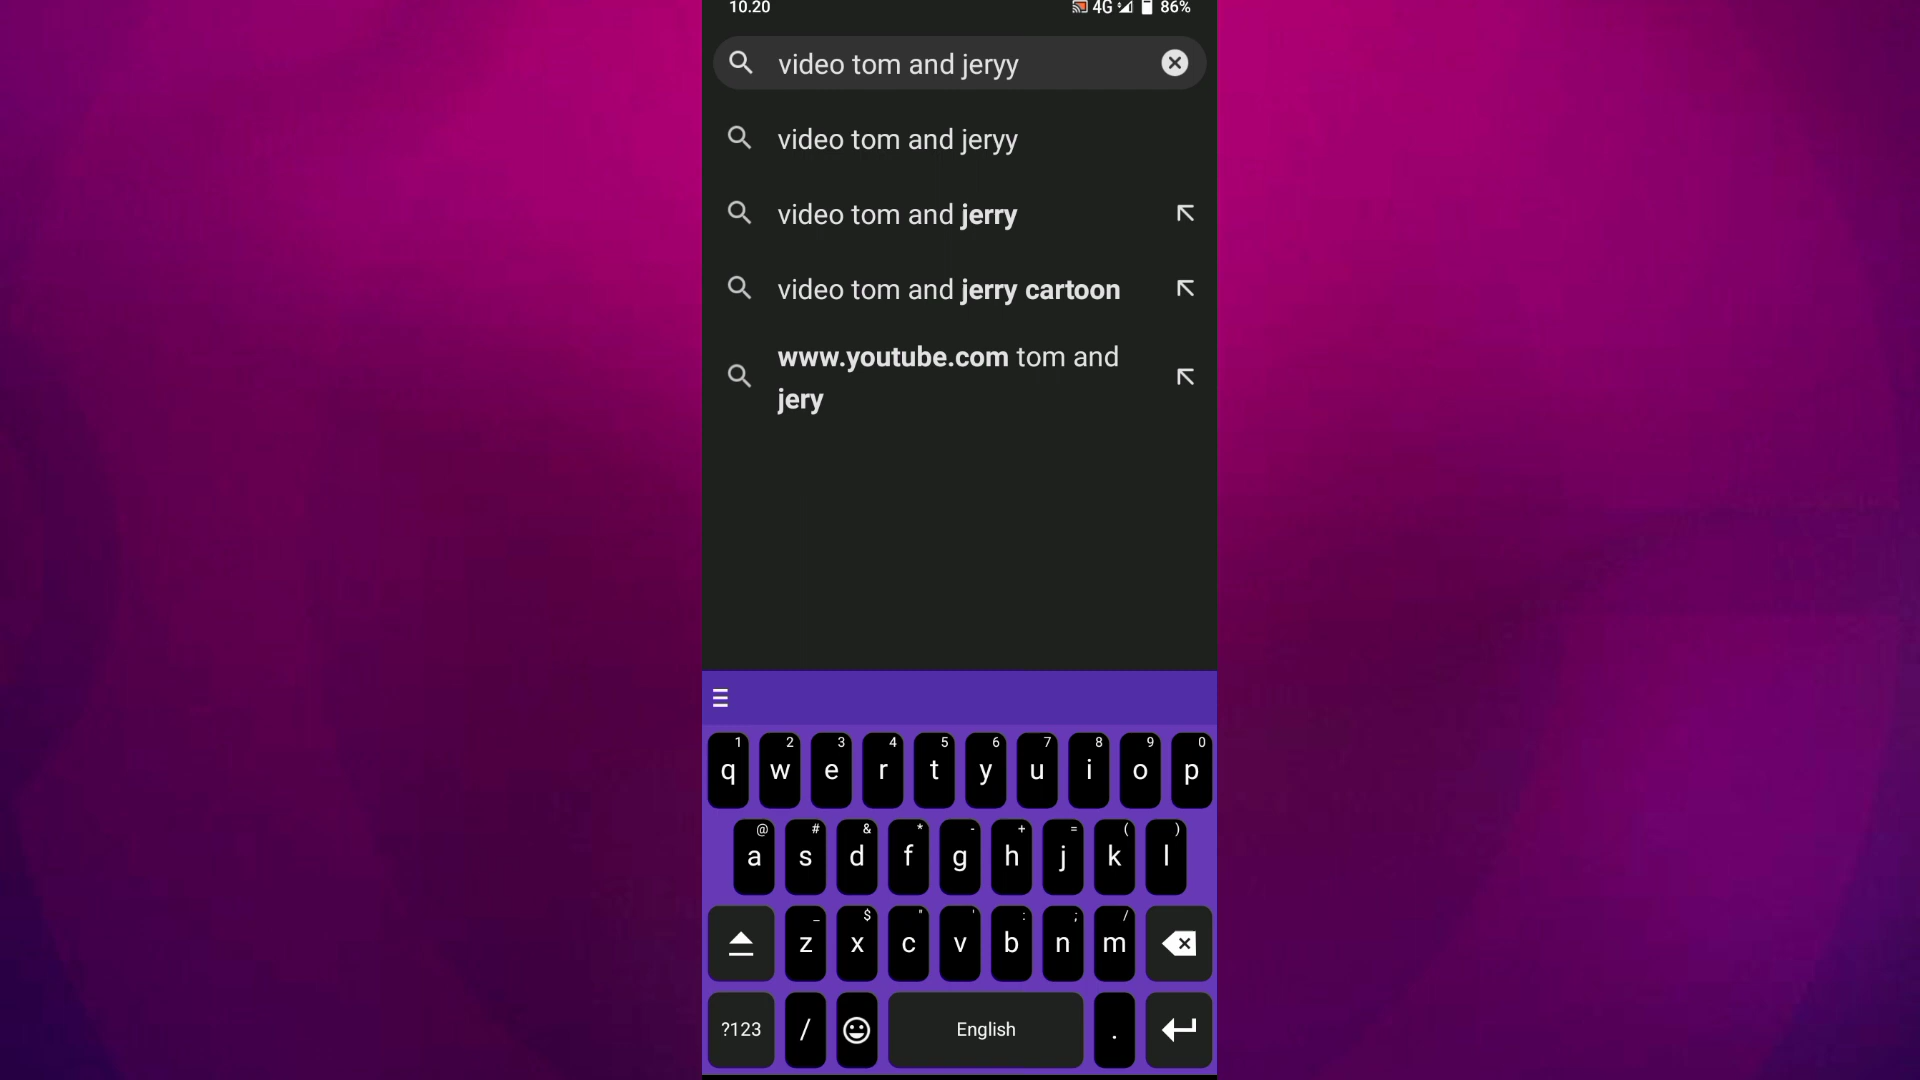 10.20 4G 86%
video tom and jeryy
video tom and jeryy
video tom and jerry
video tom and jerry cartoon
www.youtube.com tom and
jery
1 2 3 4 5 6 7 8 9 0
q w e r t y u i o p
@ # & * - + = ( )
a s d f g h j k l
_ $ " ' : ; /
z x c v b n m
?123 / English .